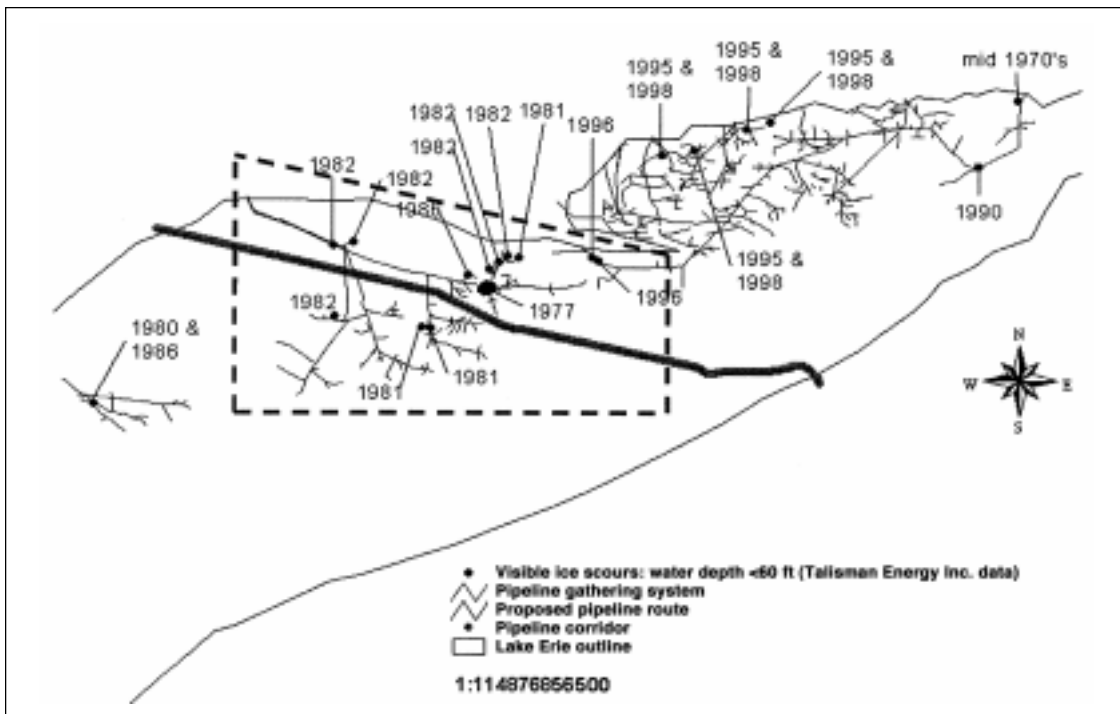 mid 1970's
1995 &
1998
1995 &
1998
1995 &
1998
1982
1982
1981
1996
1982
1982
1982
1990
1995 &
1998
1996
1977
1982
1980 &
1986
1981
1981
N
W
E
S
Visible ice scours: water depth <60 ft (Talisman Energy Inc. data)
Pipeline gathering system
Proposed pipeline route
Pipeline corridor
Lake Erie outline
1:114876856500